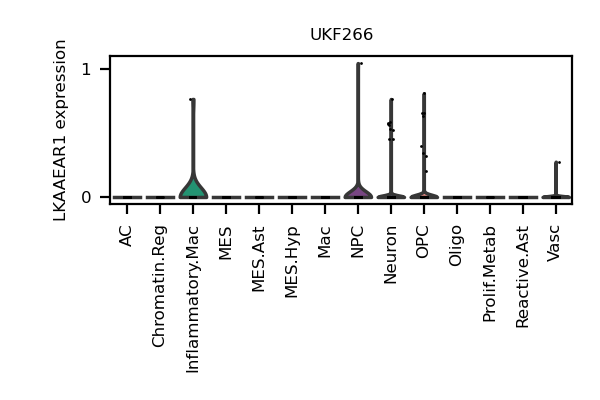 UKF266
LKAAEAR1 expression
1
0
AC
Chromatin.Reg
Inflammatory.Mac
MES
MES.Ast
MES.Hyp
Mac
NPC
Neuron
OPC
Oligo
Prolif.Metab
Reactive.Ast
Vasc